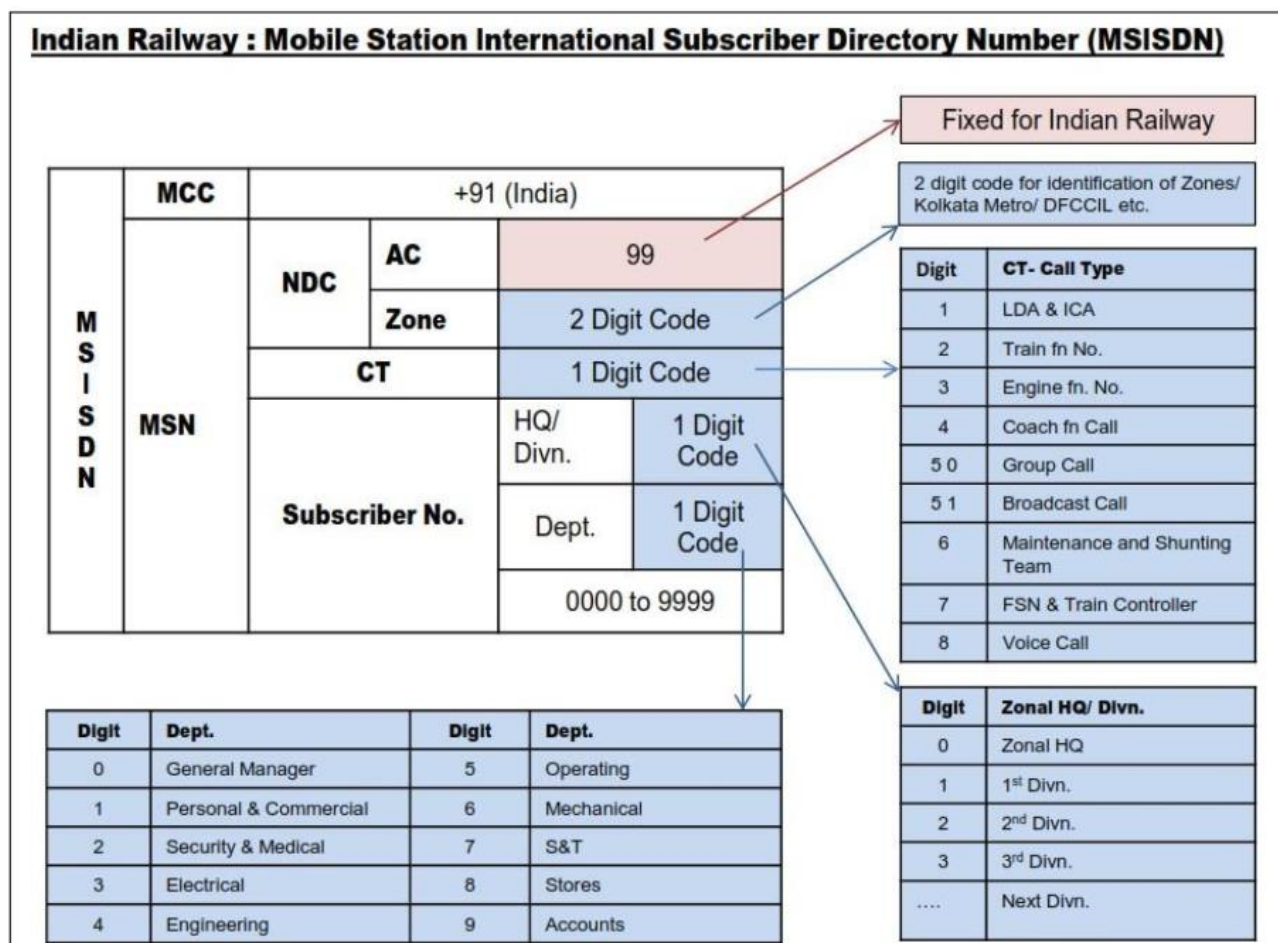 Indian Railway : Mobile Station International Subscriber Directory Number (MSISDN)
Fixed for Indian Railway
2 digit code for identification of Zones/
Kolkata Metro/ DFCCIL etc.
MSISDN
MCC
+91 (India)
MSN
NDC
AC
99
Zone
2 Digit Code
CT
1 Digit Code
Subscriber No.
HQ/
Divn.
1 Digit
Code
Dept.
1 Digit
Code
0000 to 9999
Digit CT- Call Type
1 LDA & ICA
2 Train fn No.
3 Engine fn. No.
4 Coach fn Call
5 0 Group Call
5 1 Broadcast Call
6 Maintenance and Shunting
Team
7 FSN & Train Controller
8 Voice Call
Digit Zonal HQ/ Divn.
0 Zonal HQ
1 1st Divn.
2 2nd Divn.
3 3rd Divn.
.... Next Divn.
Digit Dept. Digit Dept.
0 General Manager 5 Operating
1 Personal & Commercial 6 Mechanical
2 Security & Medical 7 S&T
3 Electrical 8 Stores
4 Engineering 9 Accounts